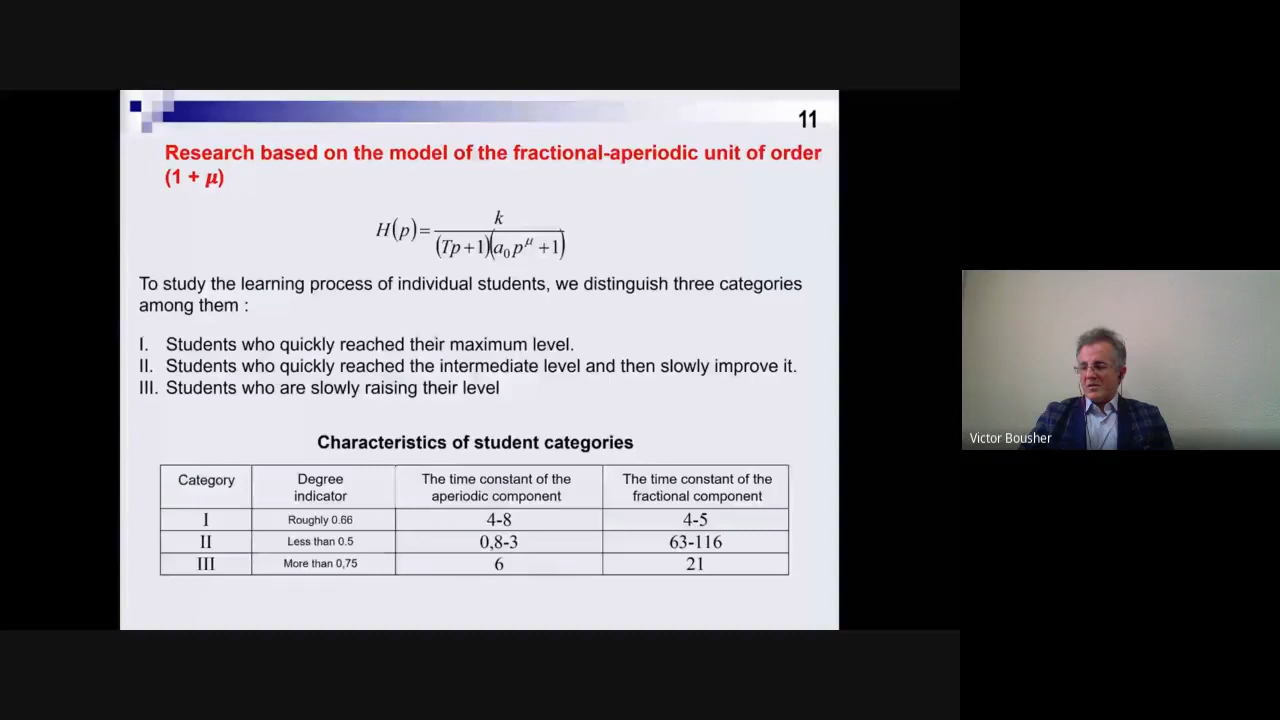 11
Research based on the model of the fractional-aperiodic unit of order
(1 + μ)
H(p)= k / (Tp+1)(a₀p^μ+1)
To study the learning process of individual students, we distinguish three categories
among them :
I. Students who quickly reached their maximum level.
II. Students who quickly reached the intermediate level and then slowly improve it.
III. Students who are slowly raising their level
Characteristics of student categories
Category Degree indicator The time constant of the aperiodic component The time constant of the fractional component
I Roughly 0.66 4-8 4-5
II Less than 0.5 0,8-3 63-116
III More than 0,75 6 21
Victor Bousher